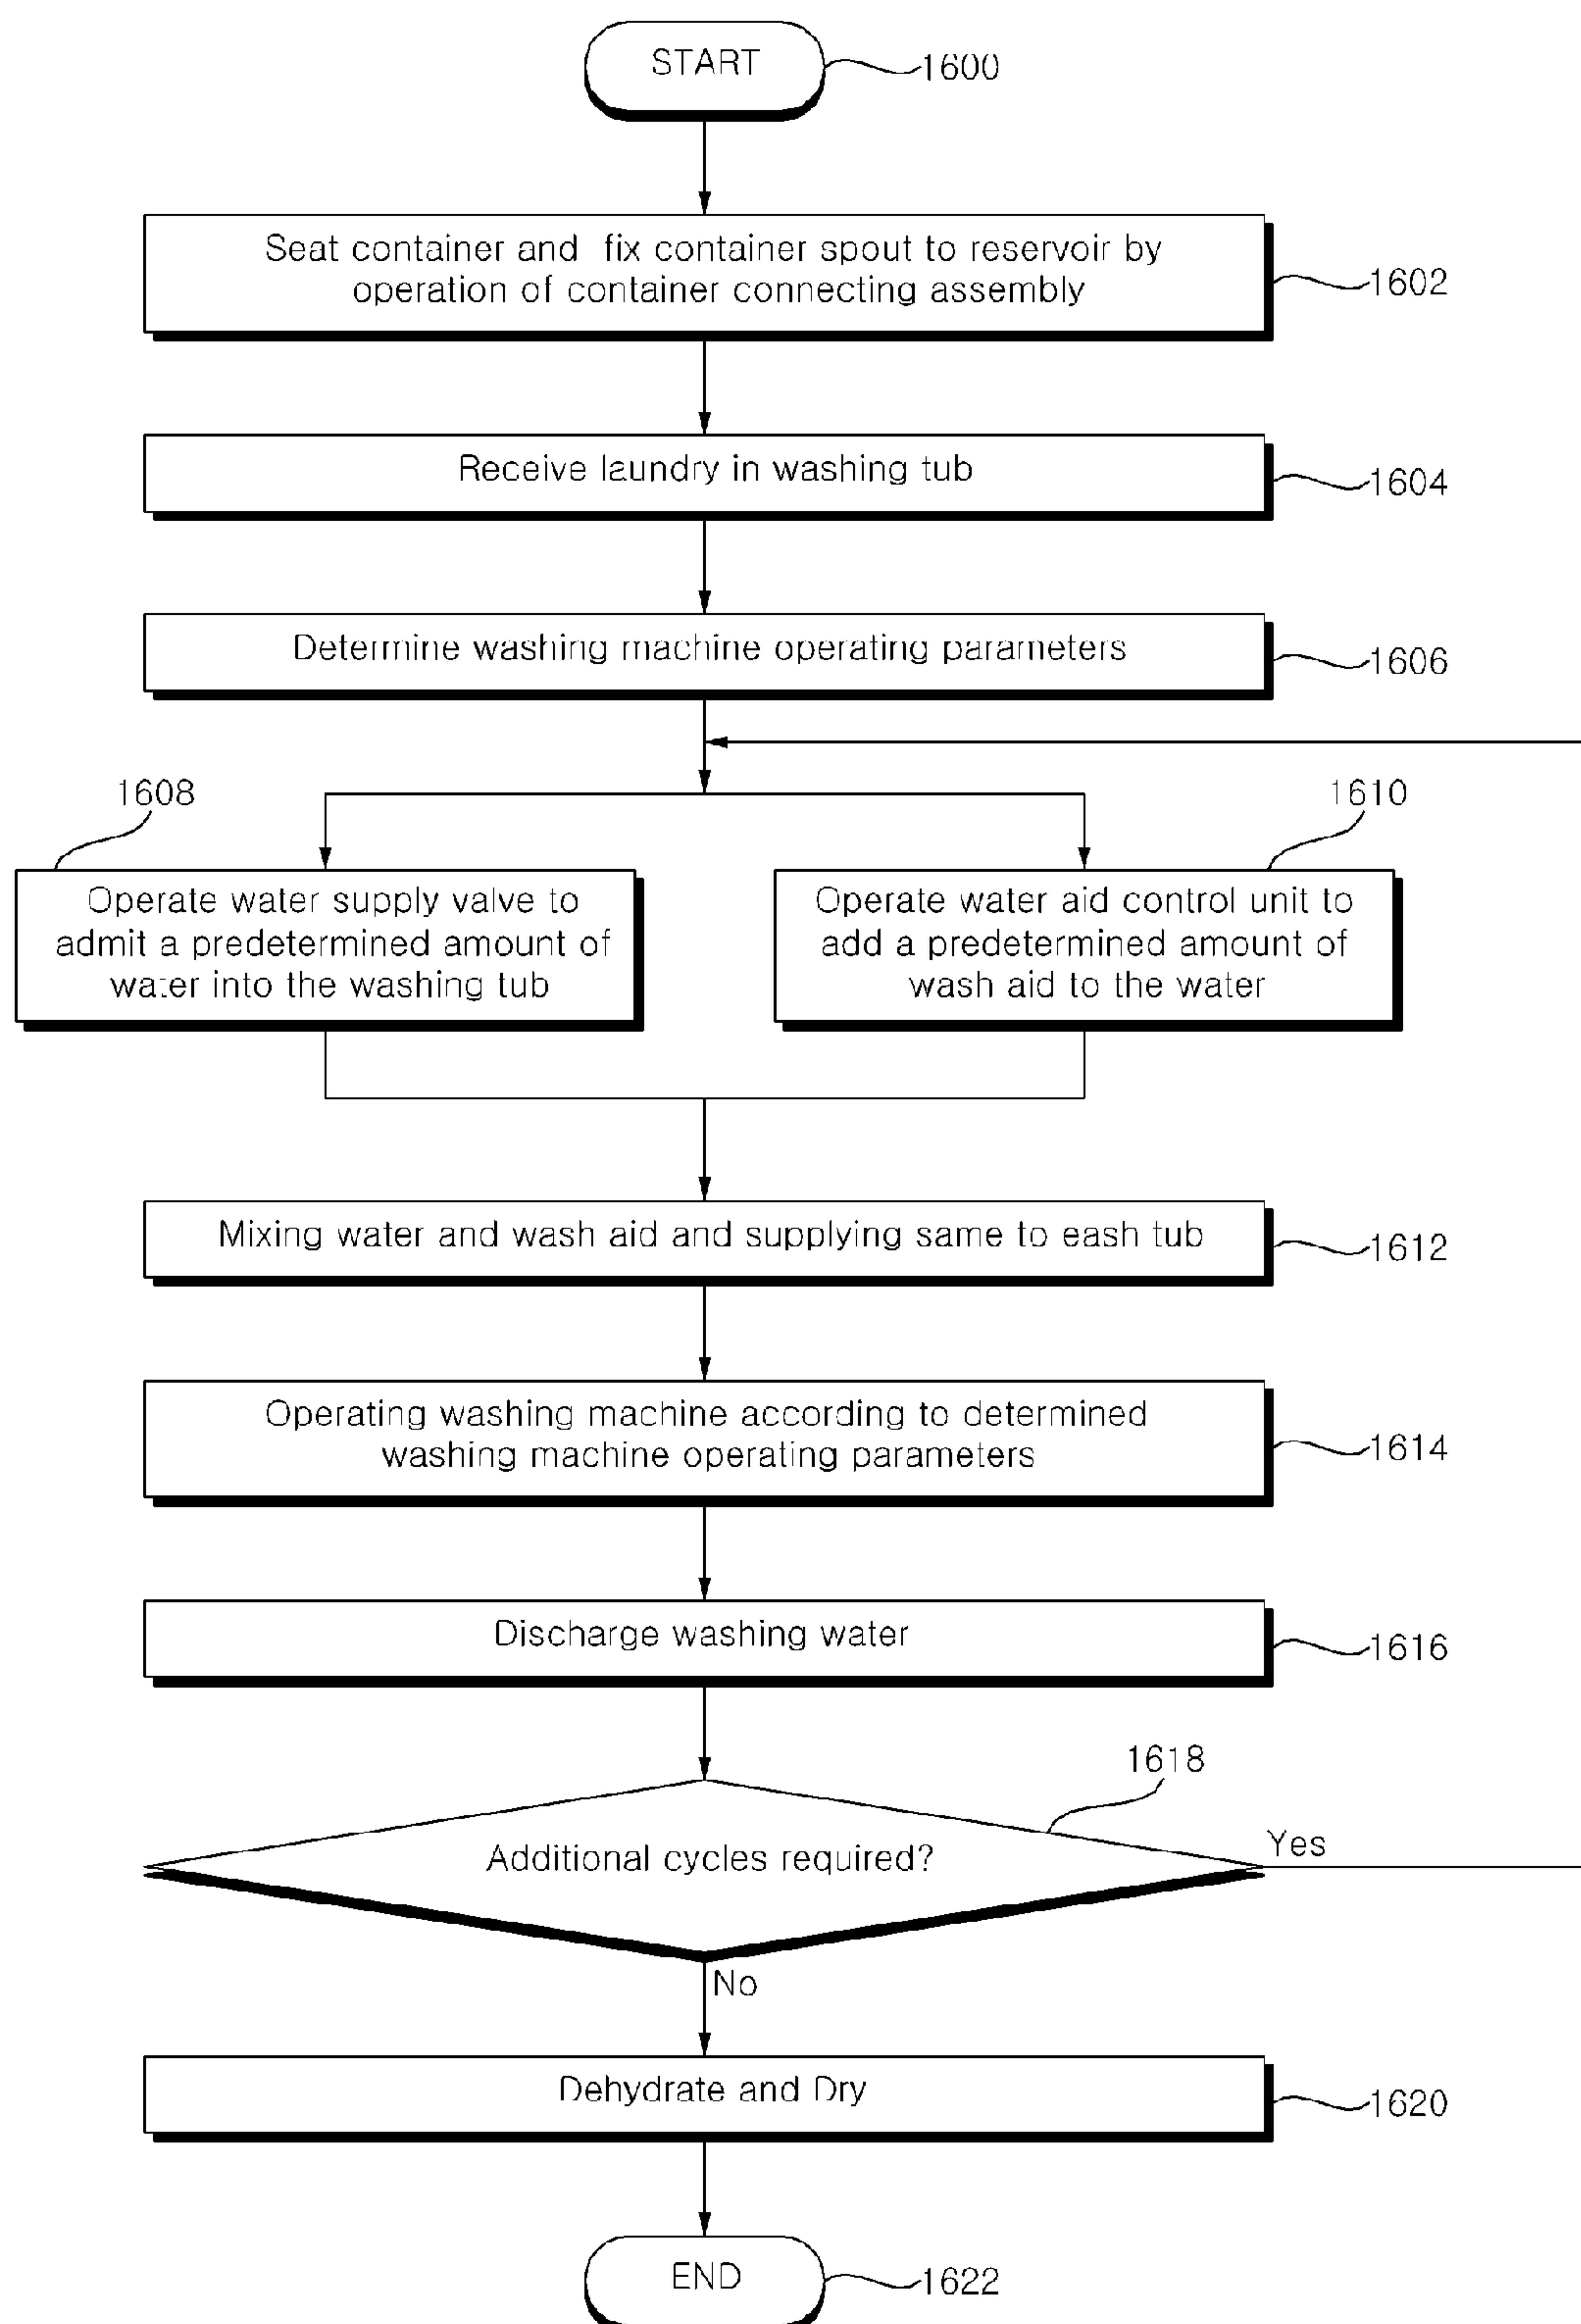 START
1600
Seat container and fix container spout to reservoir by
operation of container connecting assembly
1602
Receive laundry in washing tub
1604
Determine washing machine operating parameters
1606
1608
Operate water supply valve to
admit a predetermined amount of
water into the washing tub
1610
Operate water aid control unit to
add a predetermined amount of
wash aid to the water
Mixing water and wash aid and supplying same to eash tub
1612
Operating washing machine according to determined
washing machine operating parameters
1614
Discharge washing water
1616
1618
Additional cycles required?
Yes
No
Dehydrate and Dry
1620
END
1622